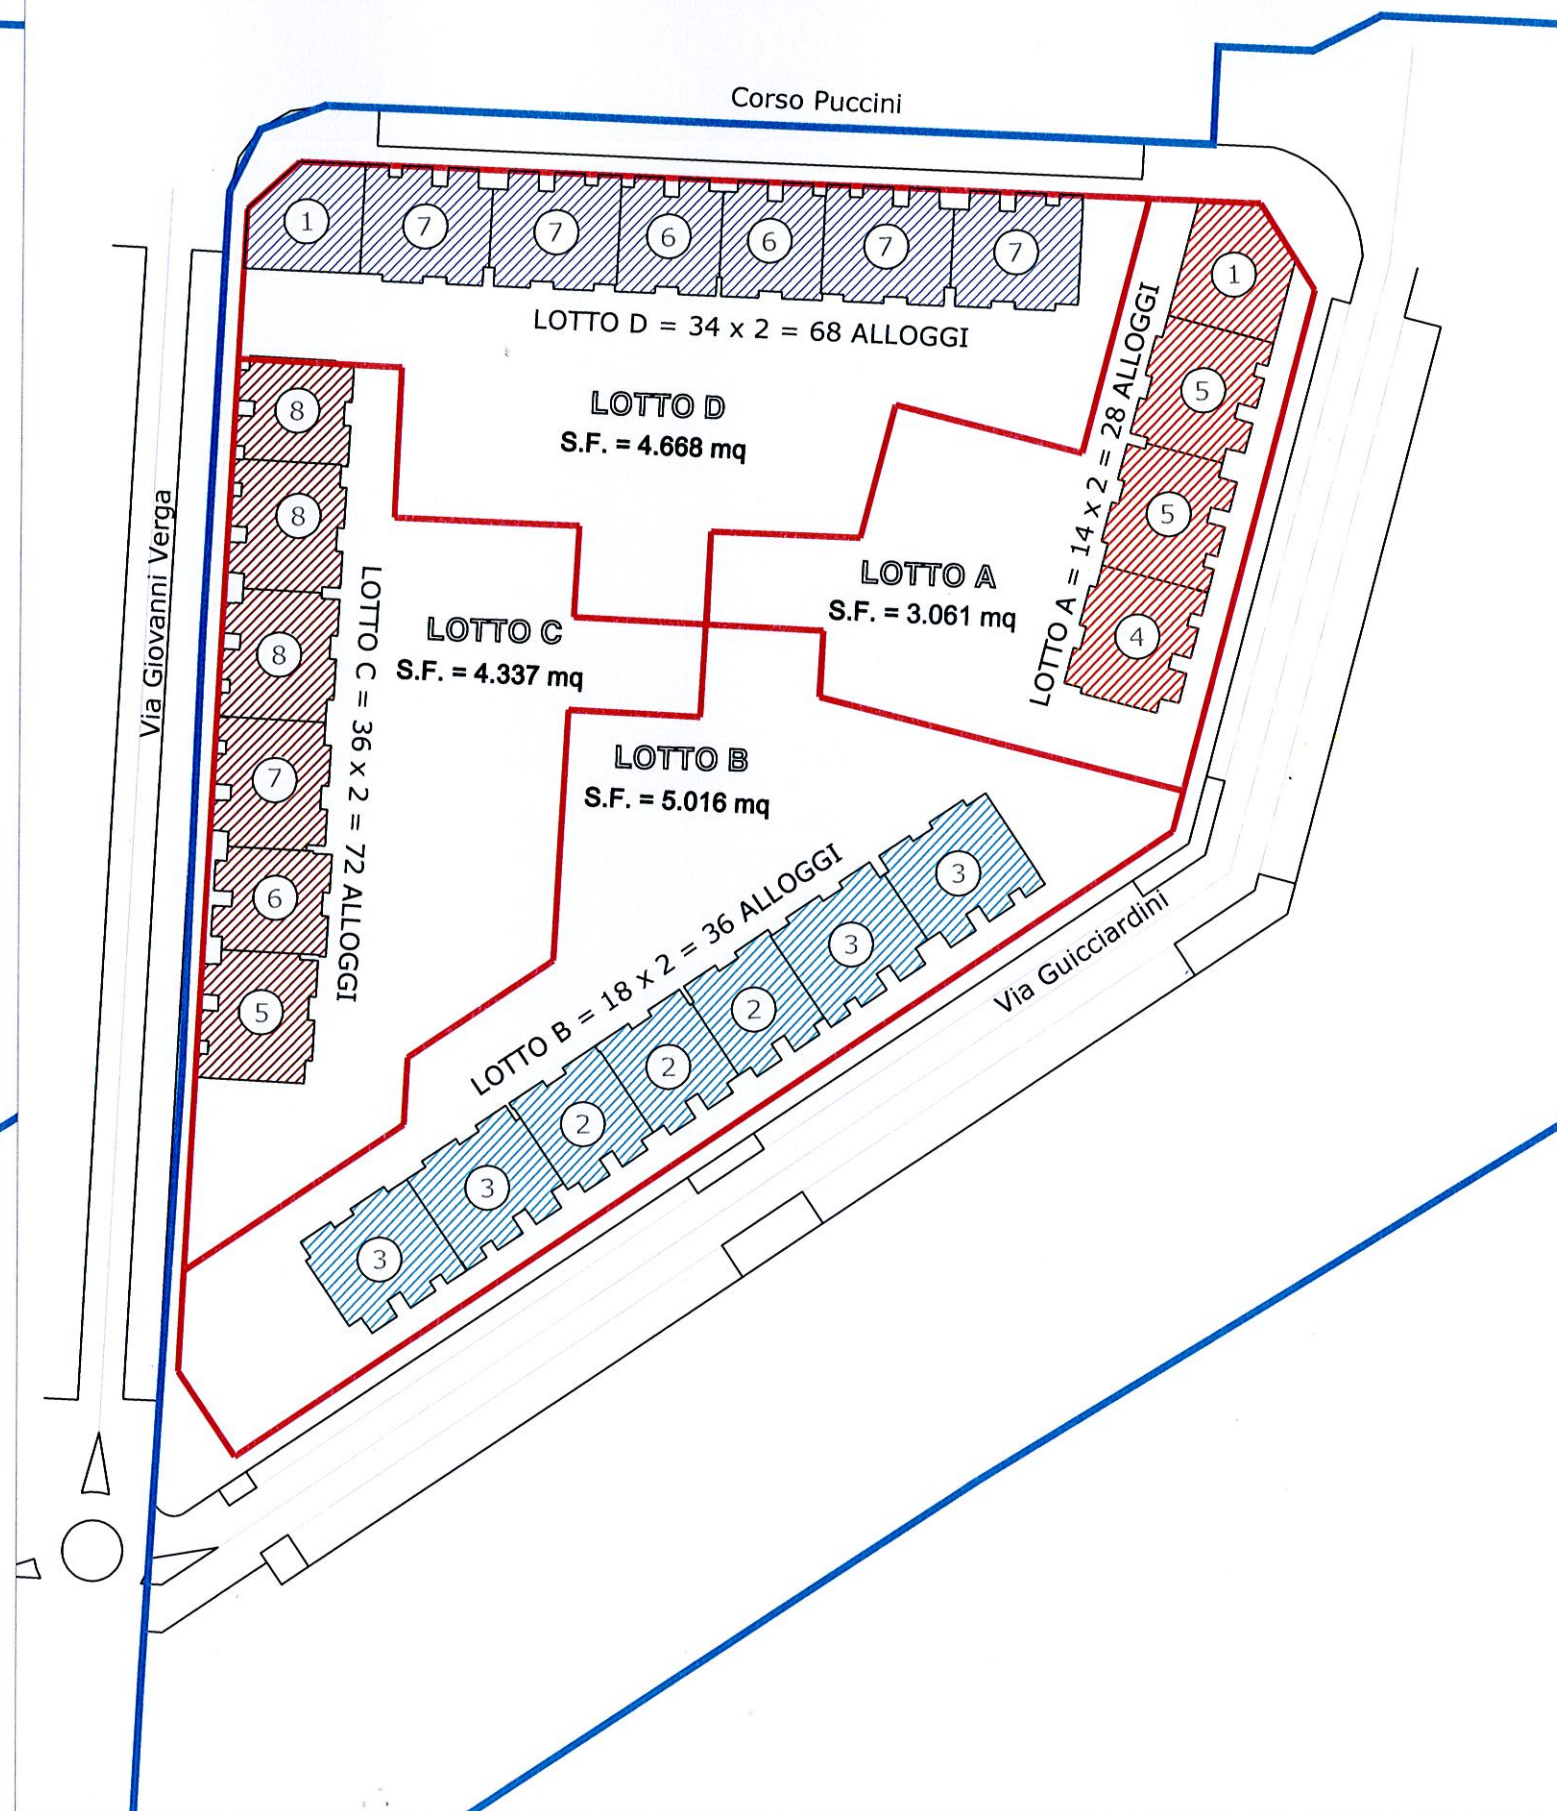 Corso Puccini
1
7
7
6
6
7
7
1
5
5
4
LOTTO D = 34 x 2 = 68 ALLOGGI
LOTTO D
S.F. = 4.668 mq
LOTTO A = 14 x 2 = 28 ALLOGGI
LOTTO A
S.F. = 3.061 mq
Via Giovanni Verga
8
8
8
7
6
5
LOTTO C = 36 x 2 = 72 ALLOGGI
LOTTO C
S.F. = 4.337 mq
LOTTO B
S.F. = 5.016 mq
LOTTO B = 18 x 2 = 36 ALLOGGI
3
3
2
2
2
3
3
Via Guicciardini